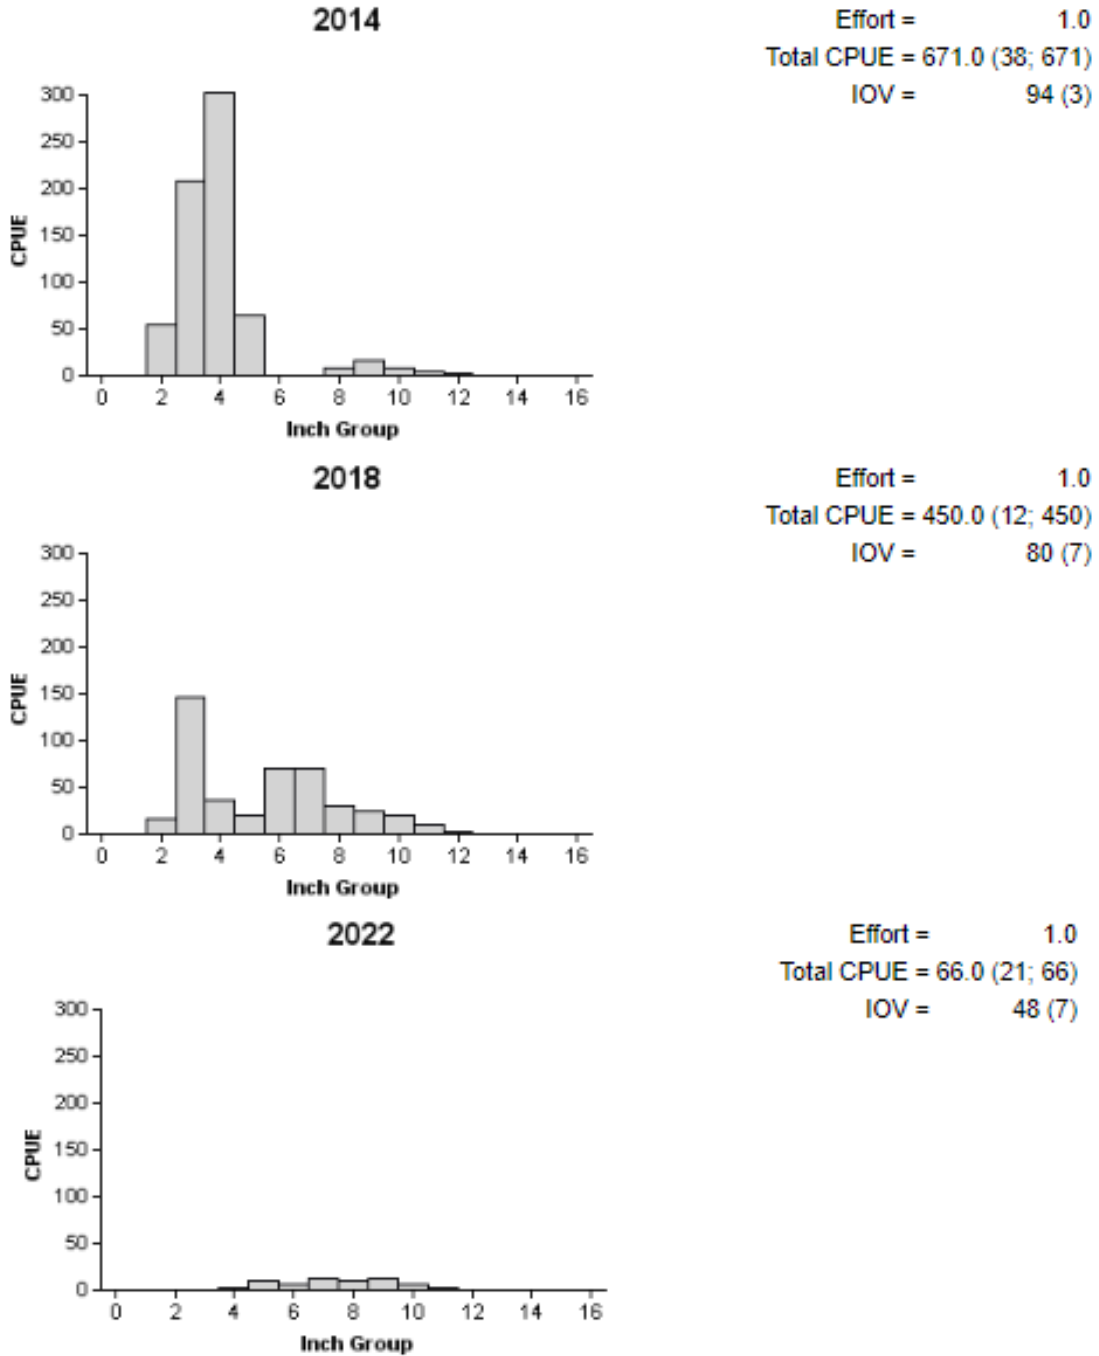 2014
Effort = 1.0
Total CPUE = 671.0 (38; 671)
IOV = 94 (3)
300
250
200
150
100
50
0
CPUE
0 2 4 6 8 10 12 14 16
Inch Group
2018
Effort = 1.0
Total CPUE = 450.0 (12; 450)
IOV = 80 (7)
300
250
200
150
100
50
0
CPUE
0 2 4 6 8 10 12 14 16
Inch Group
2022
Effort = 1.0
Total CPUE = 66.0 (21; 66)
IOV = 48 (7)
300
250
200
150
100
50
0
CPUE
0 2 4 6 8 10 12 14 16
Inch Group